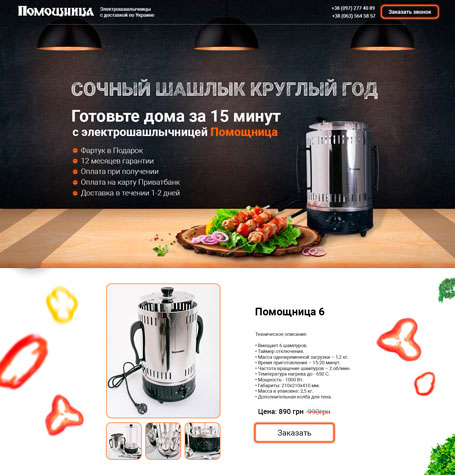 Помощница
Электрошашлычницы
с доставкой по Украине
+38 (097) 277 40 89
+38 (063) 564 58 57
Заказать звонок
СОЧНЫЙ ШАШЛЫК КРУГЛЫЙ ГОД
Готовьте дома за 15 минут
с электрошашлычницей Помощница
Фартук в Подарок
12 месяцев гарантии
Оплата при получении
Оплата на карту Приватбанк
Доставка в течении 1-2 дней
Помощница 6
Техническое описание:
• Вмещает 6 шампуров.
• Таймер отключения.
• Масса одновременной загрузки – 1,2 кг.
• Время приготовления – 15-20 минут.
• Частота вращение шампуров – 2 об/мин.
• Температура нагрева до - 650 С.
• Мощность : 1000 Вт.
• Габариты: 210х210х410 мм.
• Масса в упаковке: 2,5 кг.
• Дополнительная колба для тена.
Цена: 890 грн 990грн
Заказать